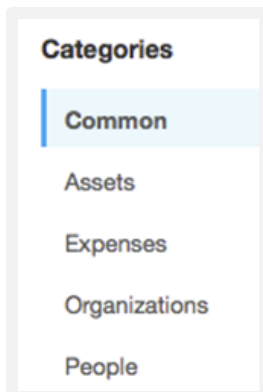 Categories
Common
Assets
Expenses
Organizations
People